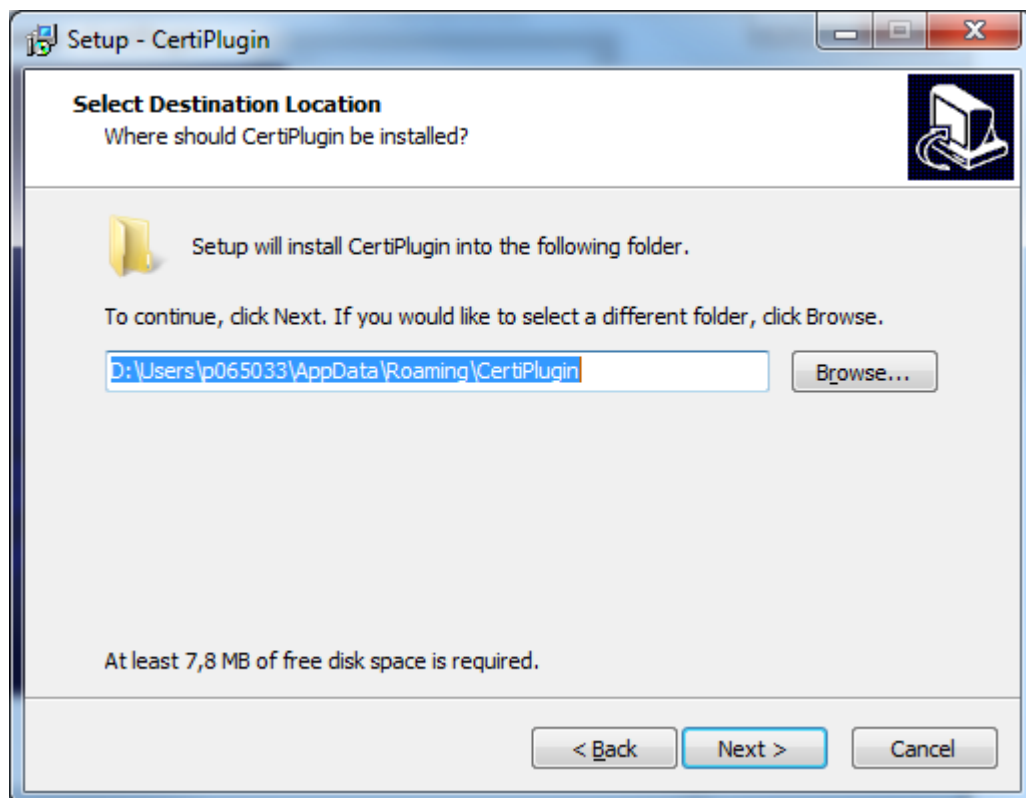 Setup - CertiPlugin
Select Destination Location
Where should CertiPlugin be installed?
Setup will install CertiPlugin into the following folder.
To continue, click Next. If you would like to select a different folder, click Browse.
D:\Users\p065033\AppData\Roaming\CertiPlugin
Browse...
At least 7,8 MB of free disk space is required.
< Back
Next >
Cancel